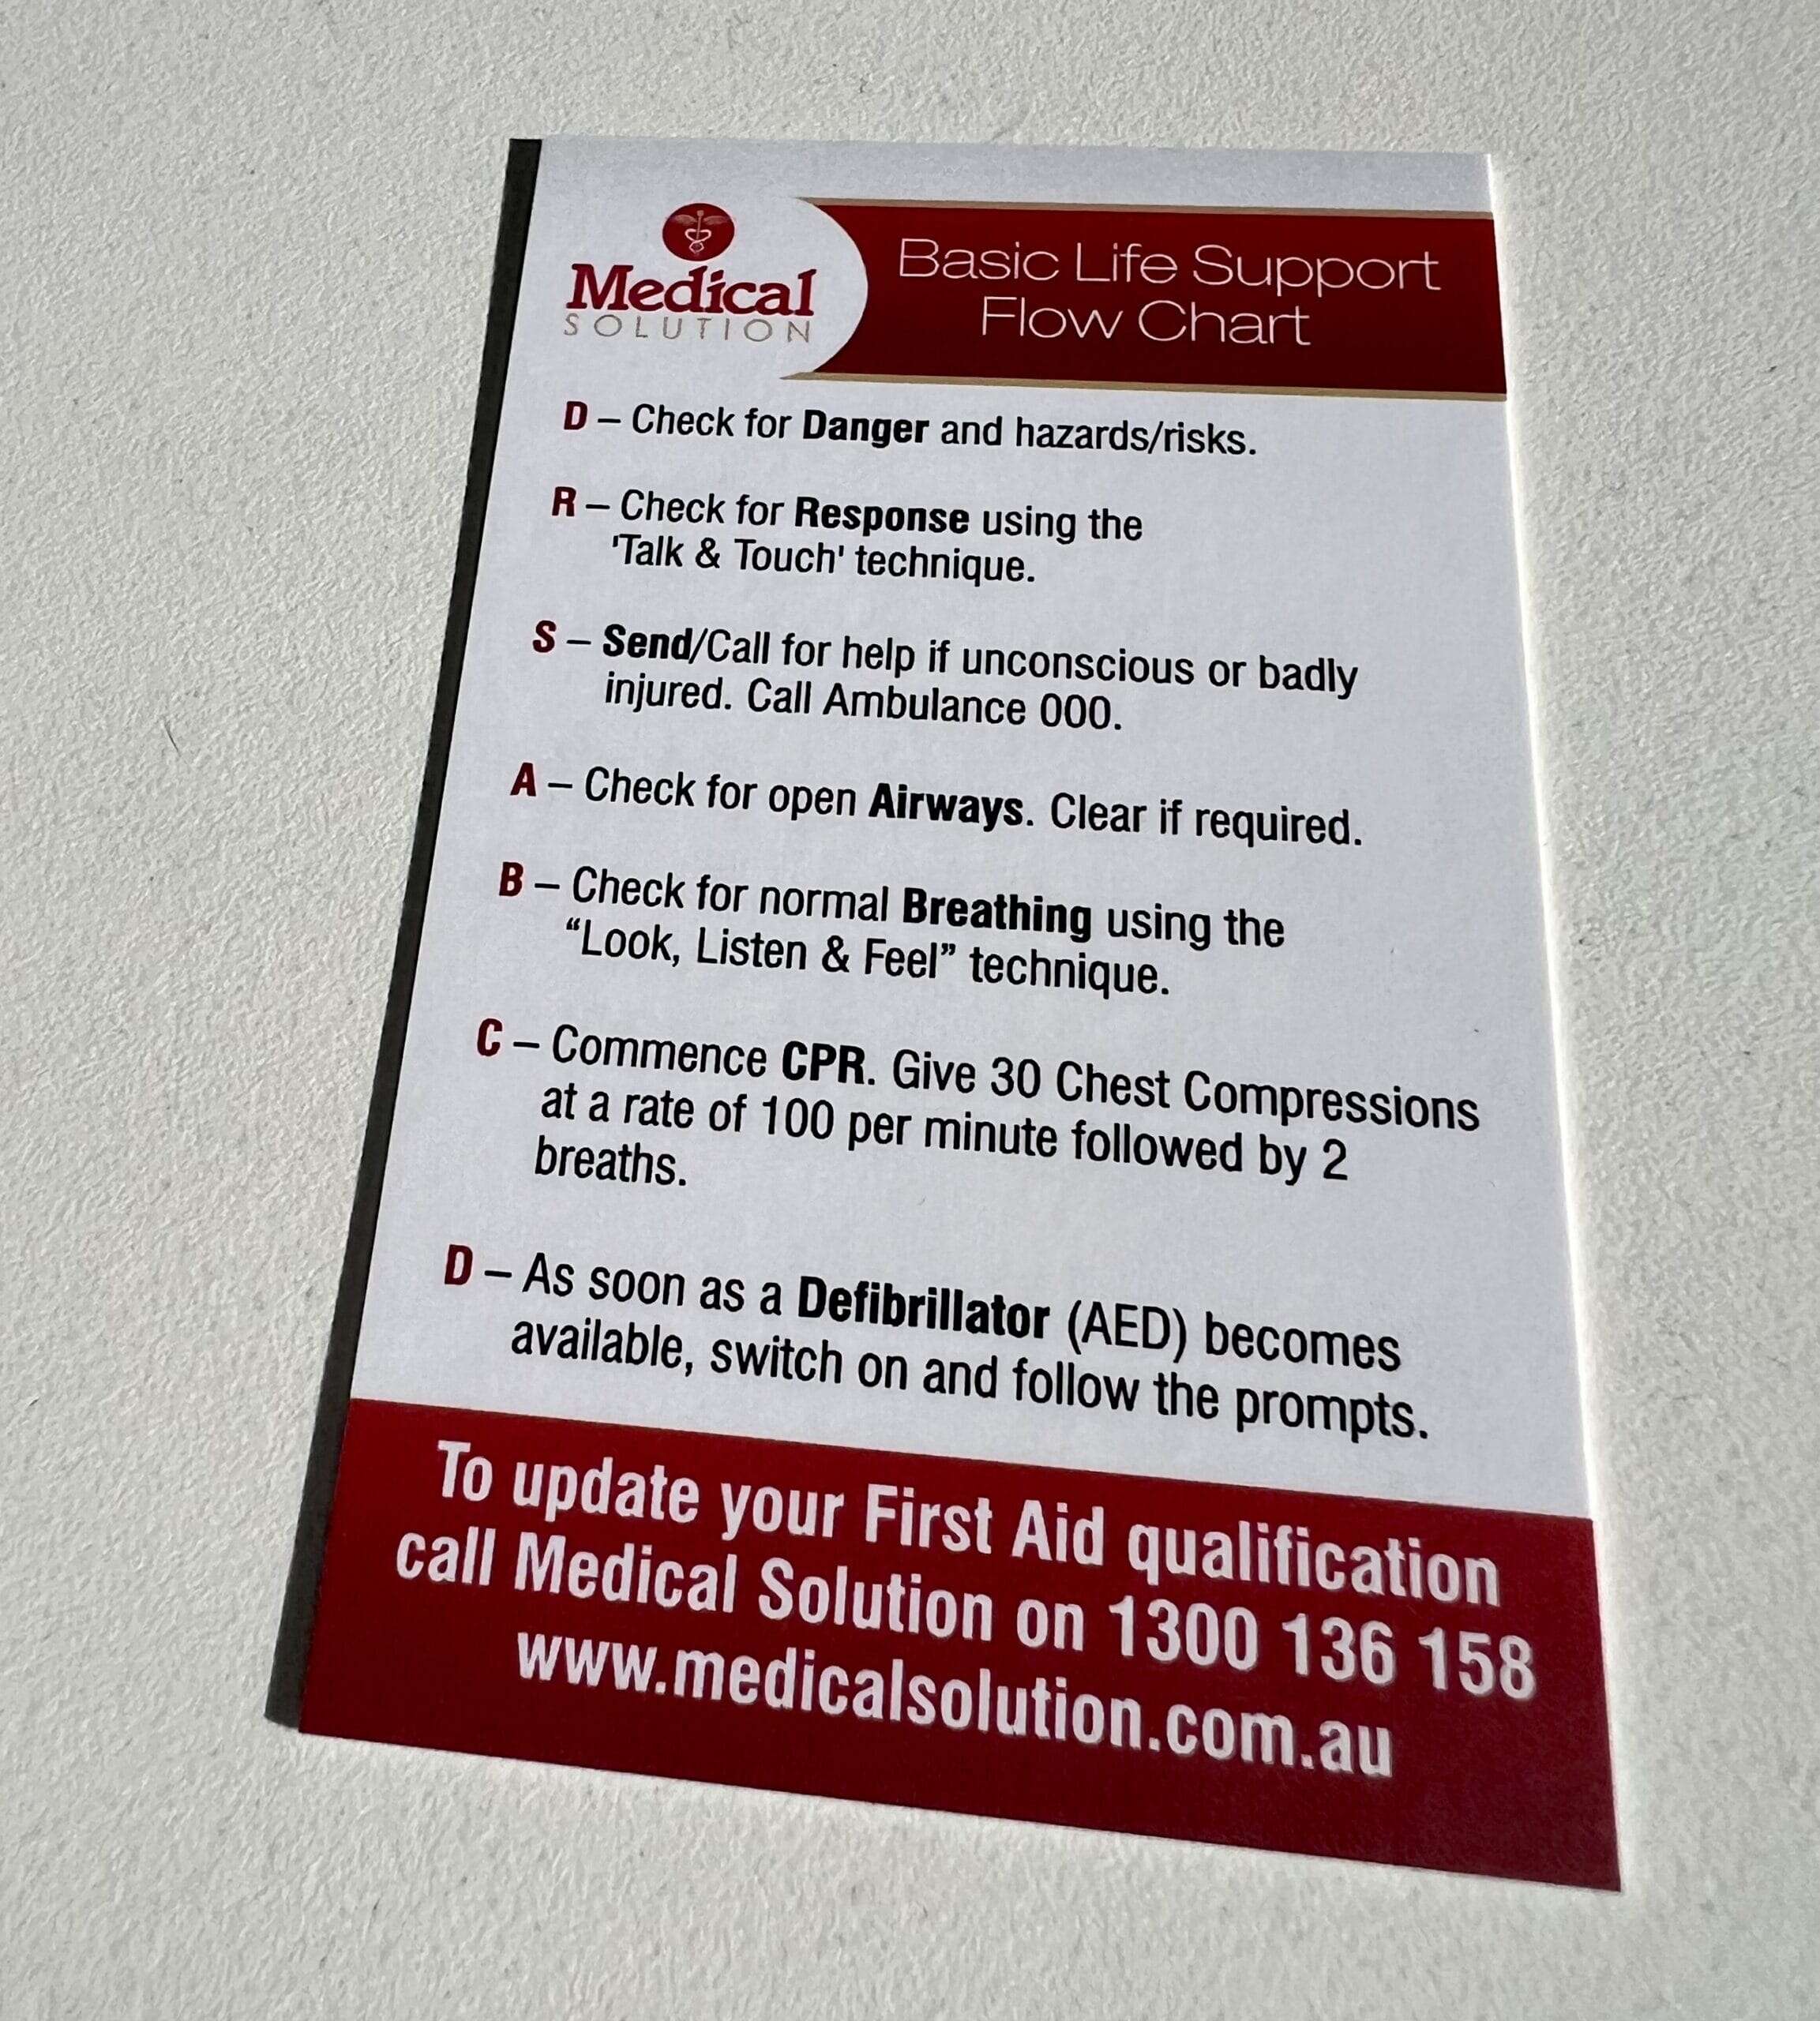 Medical
SOLUTION
Basic Life Support
Flow Chart
D – Check for Danger and hazards/risks.
R – Check for Response using the
'Talk & Touch' technique.
S – Send/Call for help if unconscious or badly
injured. Call Ambulance 000.
A – Check for open Airways. Clear if required.
B – Check for normal Breathing using the
“Look, Listen & Feel” technique.
C – Commence CPR. Give 30 Chest Compressions
at a rate of 100 per minute followed by 2
breaths.
D – As soon as a Defibrillator (AED) becomes
available, switch on and follow the prompts.
To update your First Aid qualification
call Medical Solution on 1300 136 158
www.medicalsolution.com.au